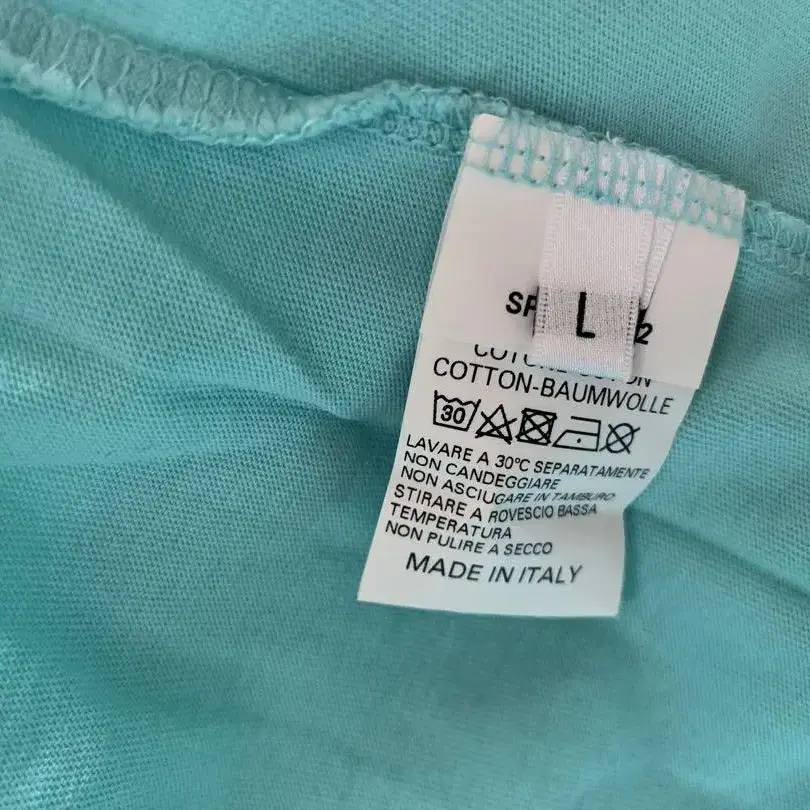 L
COTTON-BAUMWOLLE
30
LAVARE A 30°C SEPARATAMENTE
NON CANDEGGIARE
NON ASCIUGARE IN TAMBURO
STIRARE A ROVESCIO BASSA
TEMPERATURA
NON PULIRE A SECCO
MADE IN ITALY